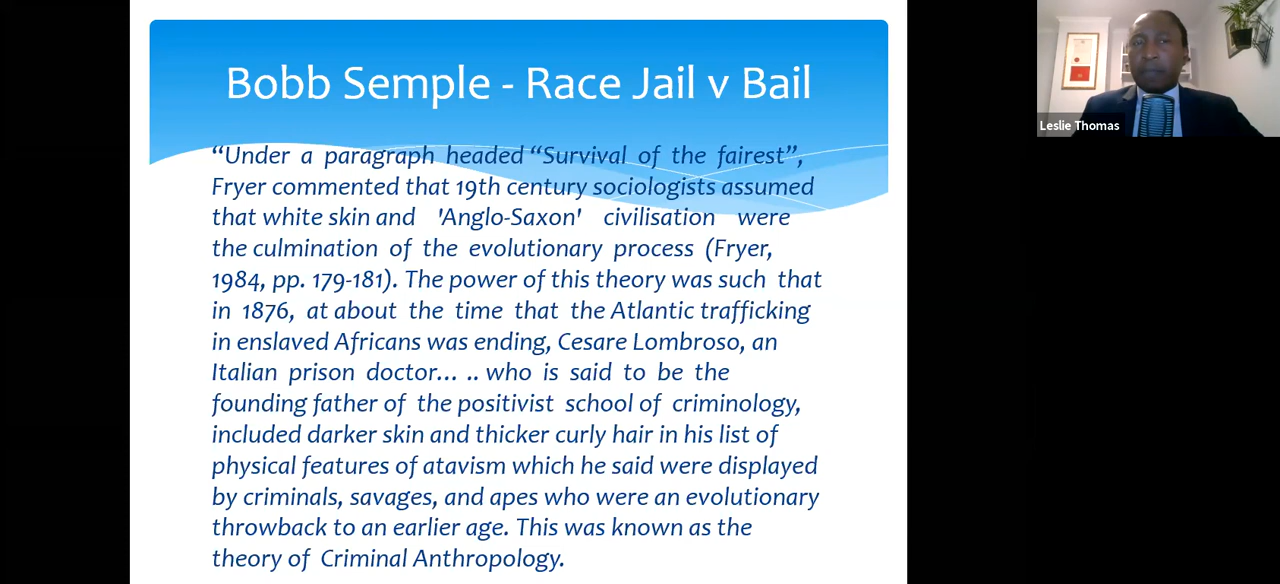 Bobb Semple - Race Jail v Bail
“Under a paragraph headed “Survival of the fairest”,
Fryer commented that 19th century sociologists assumed
that white skin and 'Anglo-Saxon' civilisation were
the culmination of the evolutionary process (Fryer,
1984, pp. 179-181). The power of this theory was such that
in 1876, at about the time that the Atlantic trafficking
in enslaved Africans was ending, Cesare Lombroso, an
Italian prison doctor… .. who is said to be the
founding father of the positivist school of criminology,
included darker skin and thicker curly hair in his list of
physical features of atavism which he said were displayed
by criminals, savages, and apes who were an evolutionary
throwback to an earlier age. This was known as the
theory of Criminal Anthropology.
Leslie Thomas